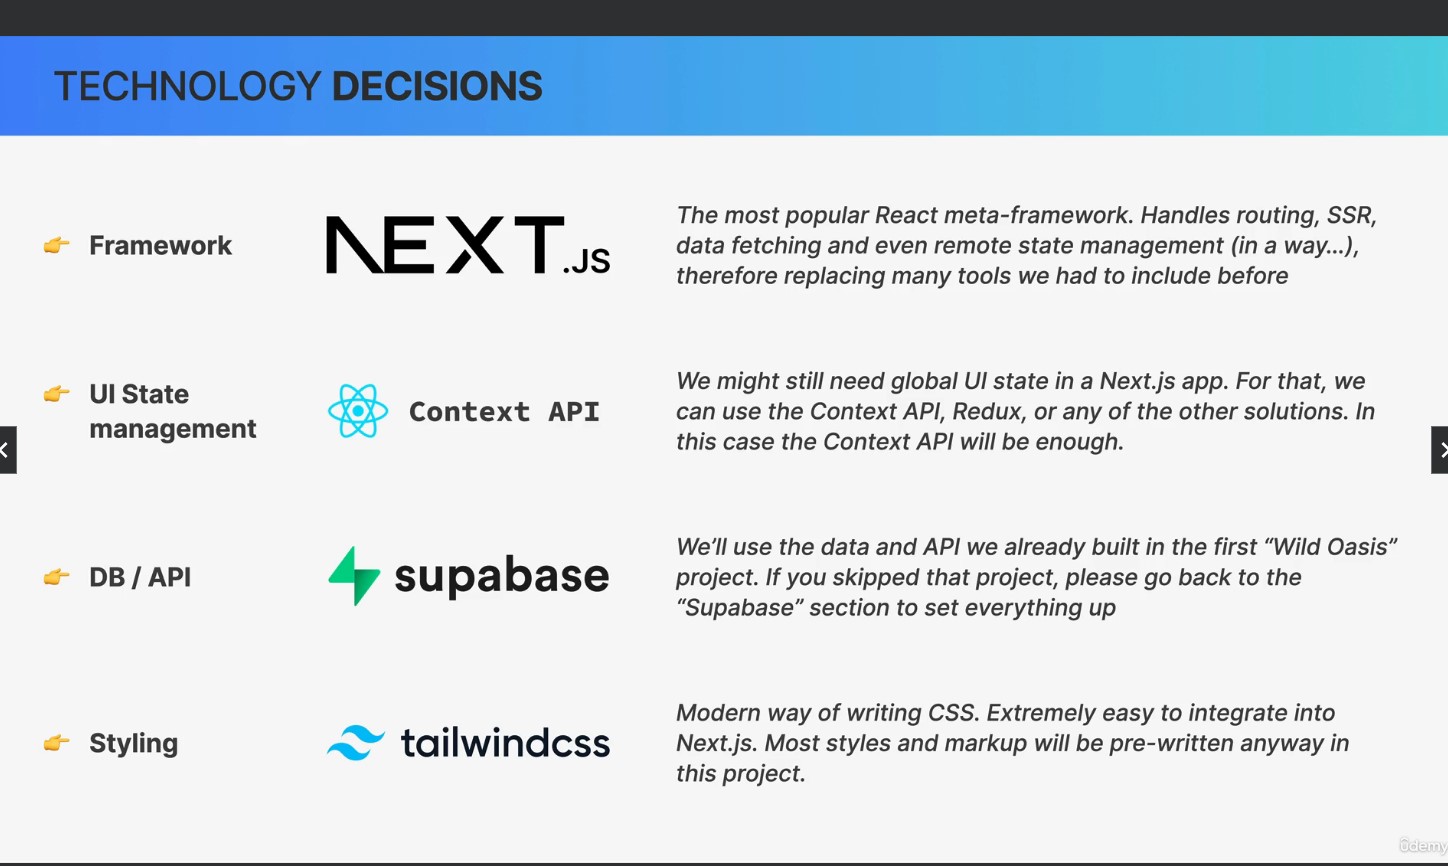 TECHNOLOGY DECISIONS
Framework
NEXT.JS
The most popular React meta-framework. Handles routing, SSR,
data fetching and even remote state management (in a way…),
therefore replacing many tools we had to include before
UI State
management
Context API
We might still need global UI state in a Next.js app. For that, we
can use the Context API, Redux, or any of the other solutions. In
this case the Context API will be enough.
DB / API
supabase
We’ll use the data and API we already built in the first “Wild Oasis”
project. If you skipped that project, please go back to the
“Supabase” section to set everything up
Styling
tailwindcss
Modern way of writing CSS. Extremely easy to integrate into
Next.js. Most styles and markup will be pre-written anyway in
this project.
ûdemy